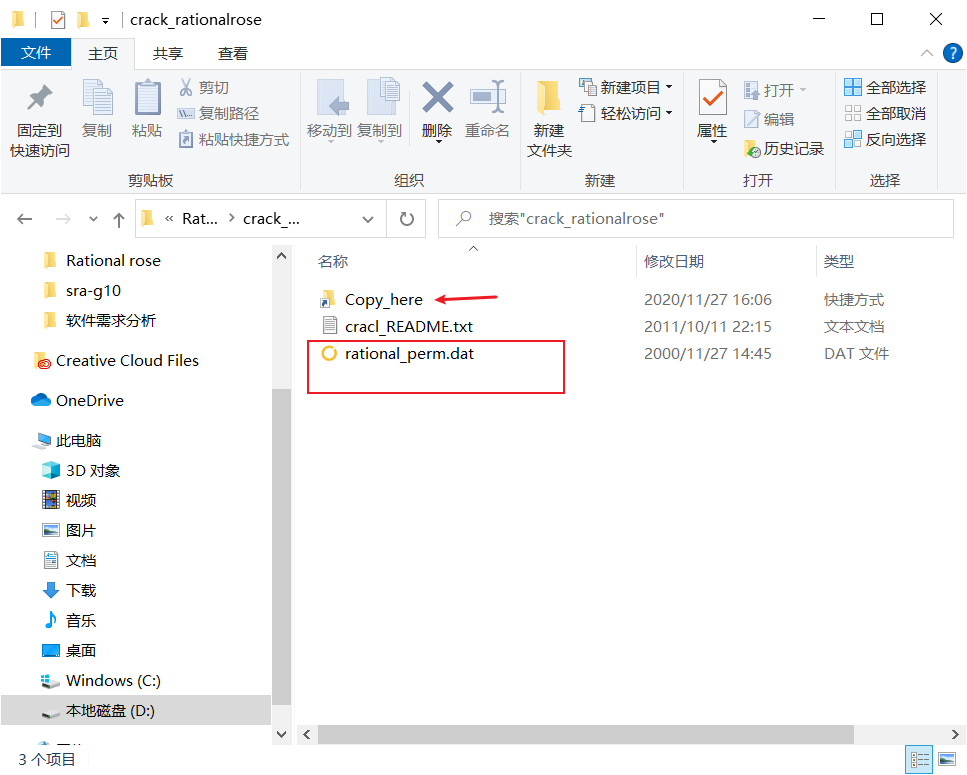 crack_rationalrose
文件 主页 共享 查看
固定到快速访问
复制
粘贴
剪切
复制路径
粘贴快捷方式
剪贴板
移动到
复制到
删除
重命名
组织
新建文件夹
新建项目
轻松访问
新建
属性
打开
编辑
历史记录
打开
全部选择
全部取消
反向选择
选择
« Rat... crack_...
搜索"crack_rationalrose"
Rational rose
sra-g10
软件需求分析
Creative Cloud Files
OneDrive
此电脑
3D 对象
视频
图片
文档
下载
音乐
桌面
Windows (C:)
本地磁盘 (D:)
名称 修改日期 类型
Copy_here 2020/11/27 16:06 快捷方式
cracl_README.txt 2011/10/11 22:15 文本文档
rational_perm.dat 2000/11/27 14:45 DAT 文件
3 个项目